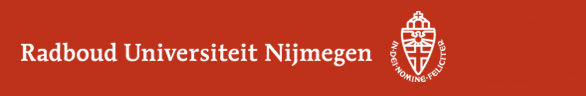 Radboud Universiteit Nijmegen
IN·DEI·NOMINE·FELICITER